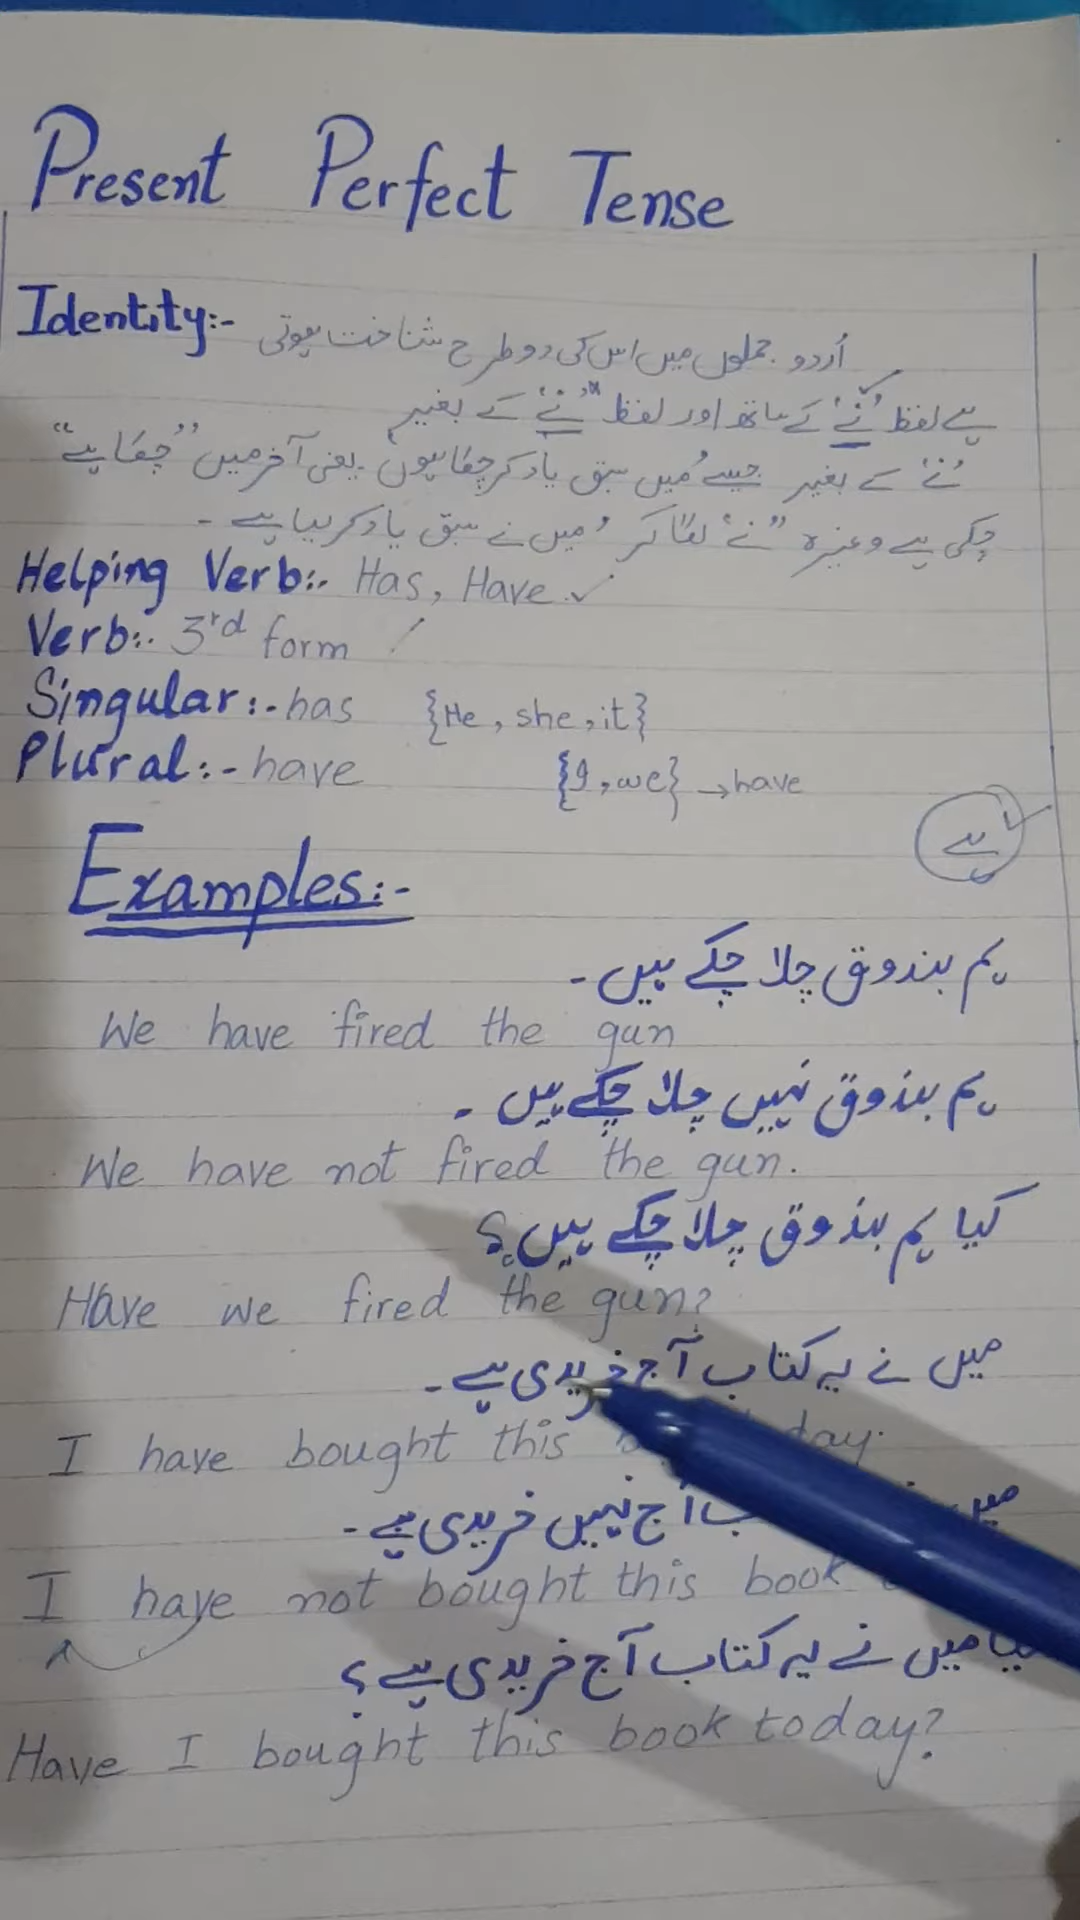 Present Perfect Tense
Identity:- اُردو جملوں میں اس کی دو طرح شناخت ہوتی
ہے لفظ "نے" کے ساتھ اور لفظ "نے" کے بغیر
"نے" کے بغیر جیسے میں سبق یاد کر چکا ہوں یعنی آخر میں "چکا ہے"
چکی ہے وغیرہ "نے" لگا کر "میں نے سبق یاد کر لیا ہے۔
Helping Verb:- Has, Have
Verb:- 3rd form
Singular:- has {He, she, it}
Plural:- have {I, we} → have
ہے
Examples:-
ہم بندوق چلا چکے ہیں۔
We have fired the gun
ہم بندوق نہیں چلا چکے ہیں۔
We have not fired the gun.
کیا ہم بندوق چلا چکے ہیں؟
Have we fired the gun?
میں نے یہ کتاب آج خریدی ہے۔
I have bought this day.
میں آج نہیں خریدی ہے۔
I have not bought this book
میں نے یہ کتاب آج خریدی ہے؟
Have I bought this book today?